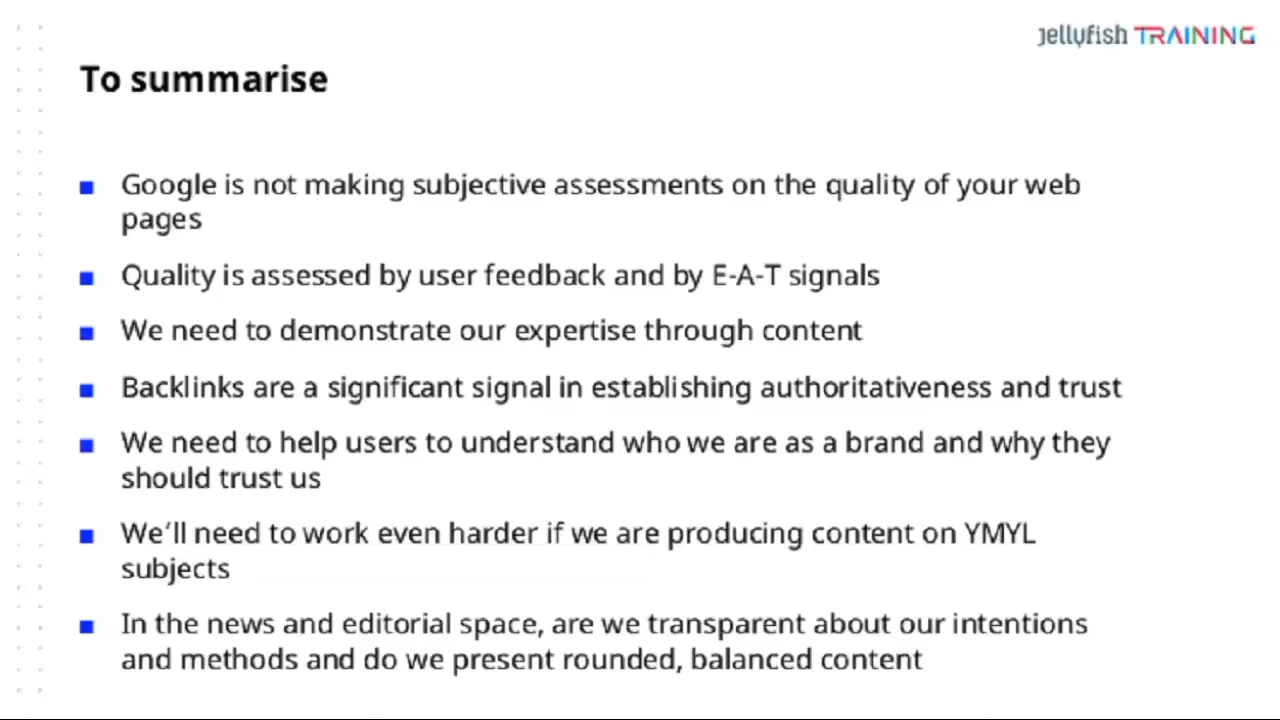 jellyfish TRAINING
To summarise
Google is not making subjective assessments on the quality of your web
pages
Quality is assessed by user feedback and by E-A-T signals
We need to demonstrate our expertise through content
Backlinks are a significant signal in establishing authoritativeness and trust
We need to help users to understand who we are as a brand and why they
should trust us
We'll need to work even harder if we are producing content on YMYL
subjects
In the news and editorial space, are we transparent about our intentions
and methods and do we present rounded, balanced content